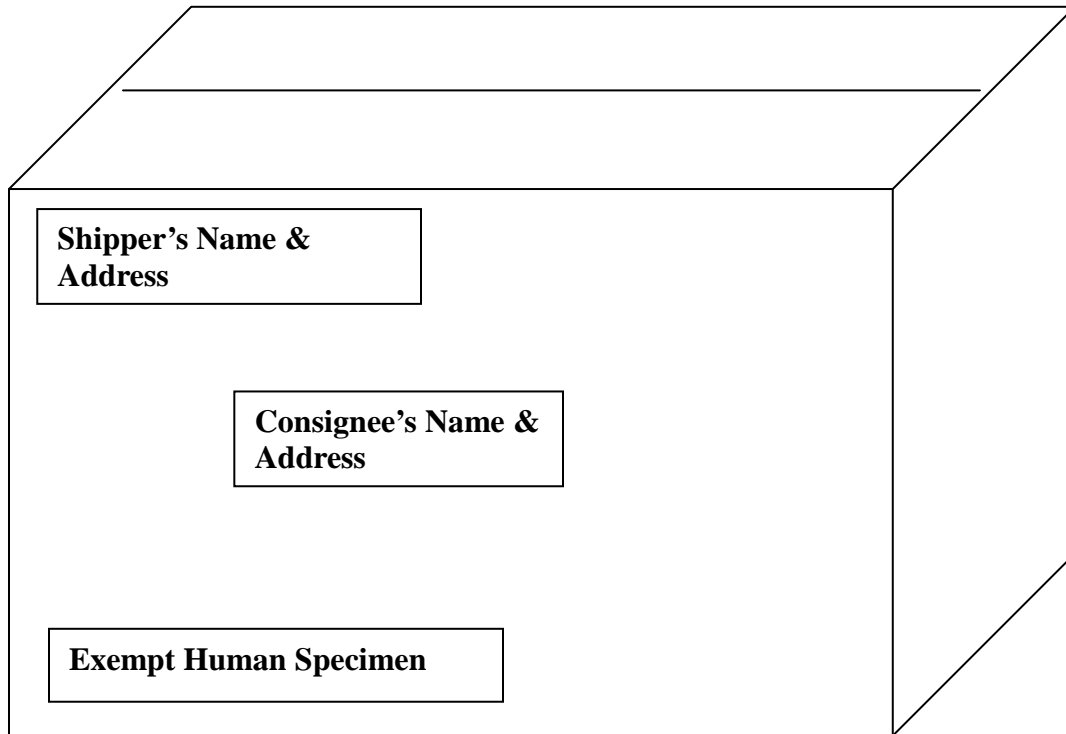 Shipper’s Name &
Address
Consignee’s Name &
Address
Exempt Human Specimen